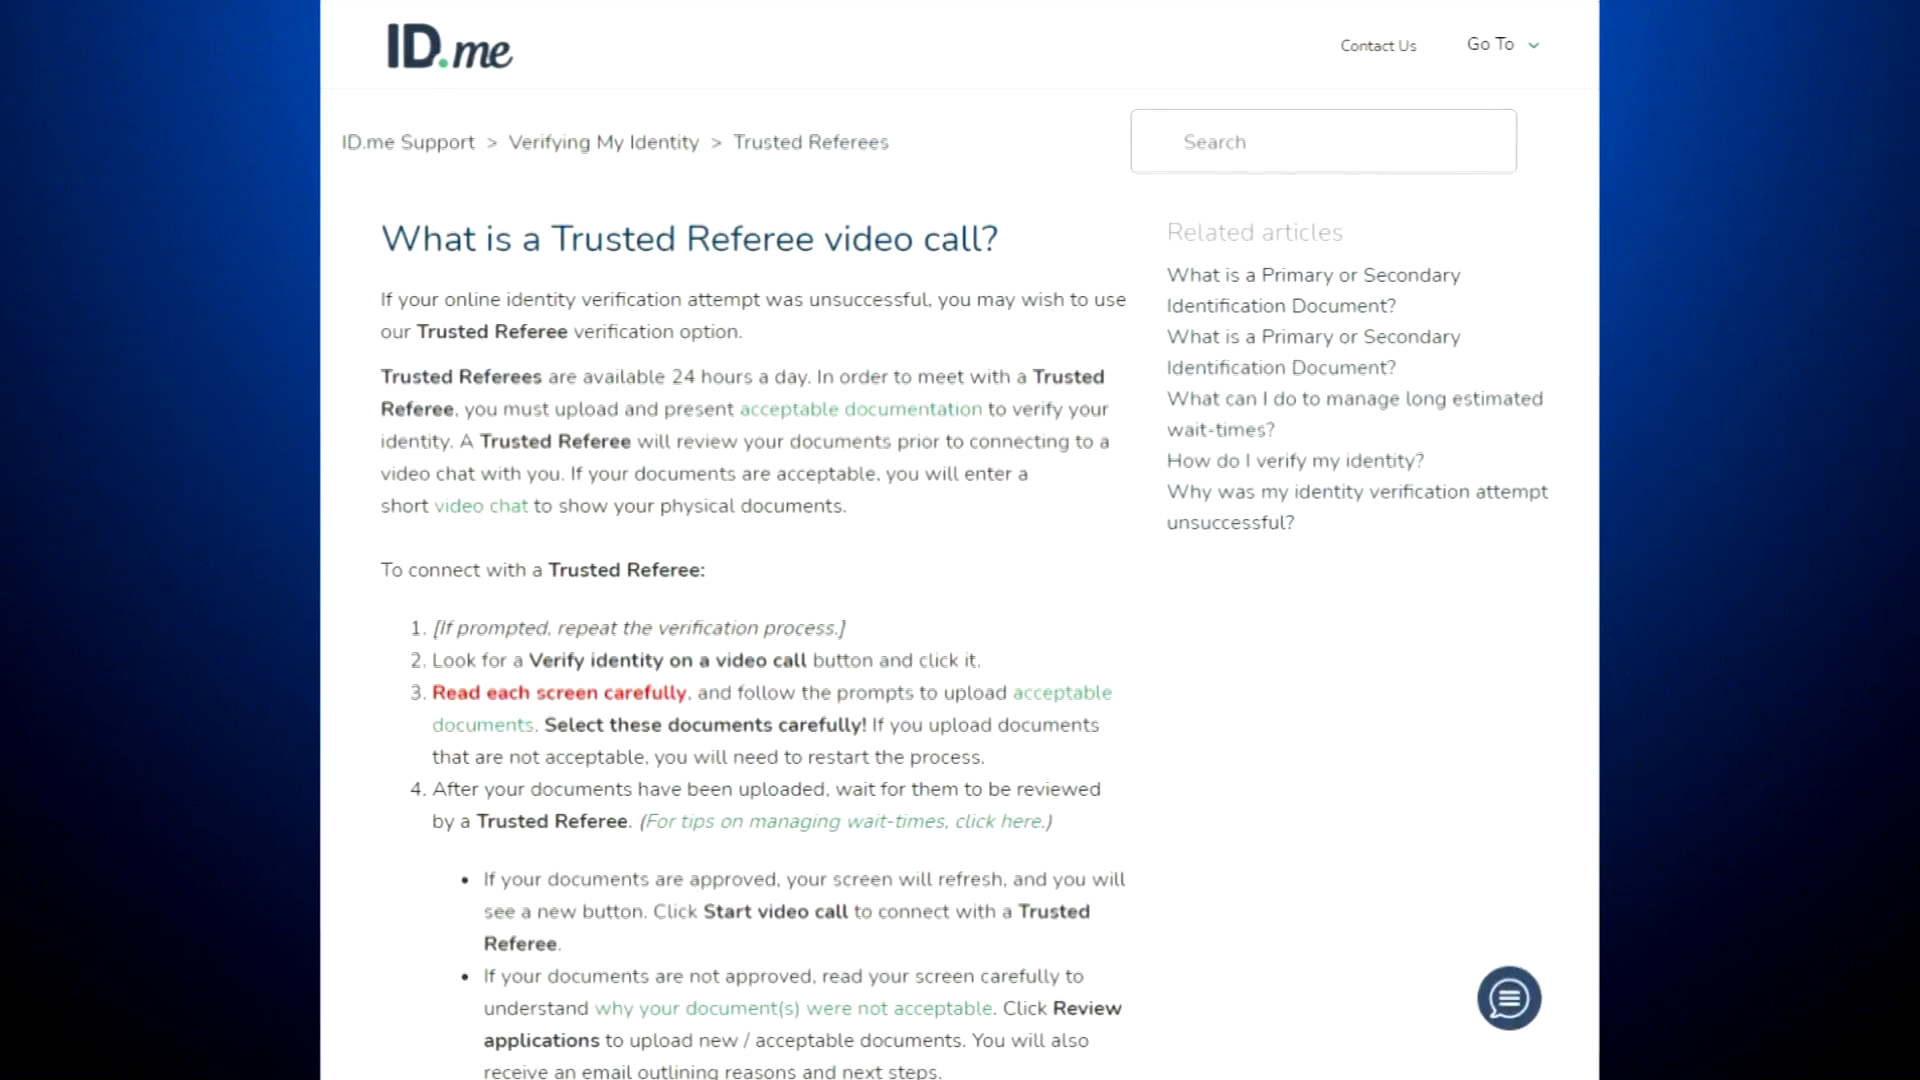 ID.me
Contact Us
Go To
ID.me Support > Verifying My Identity > Trusted Referees
Search
What is a Trusted Referee video call?
If your online identity verification attempt was unsuccessful, you may wish to use
our Trusted Referee verification option.
Trusted Referees are available 24 hours a day. In order to meet with a Trusted
Referee, you must upload and present acceptable documentation to verify your
identity. A Trusted Referee will review your documents prior to connecting to a
video chat with you. If your documents are acceptable, you will enter a
short video chat to show your physical documents.
To connect with a Trusted Referee:
1. [If prompted, repeat the verification process.]
2. Look for a Verify identity on a video call button and click it.
3. Read each screen carefully, and follow the prompts to upload acceptable
documents. Select these documents carefully! If you upload documents
that are not acceptable, you will need to restart the process.
4. After your documents have been uploaded, wait for them to be reviewed
by a Trusted Referee. (For tips on managing wait-times, click here.)
• If your documents are approved, your screen will refresh, and you will
see a new button. Click Start video call to connect with a Trusted
Referee.
• If your documents are not approved, read your screen carefully to
understand why your document(s) were not acceptable. Click Review
applications to upload new / acceptable documents. You will also
receive an email outlining reasons and next steps.
Related articles
What is a Primary or Secondary
Identification Document?
What is a Primary or Secondary
Identification Document?
What can I do to manage long estimated
wait-times?
How do I verify my identity?
Why was my identity verification attempt
unsuccessful?